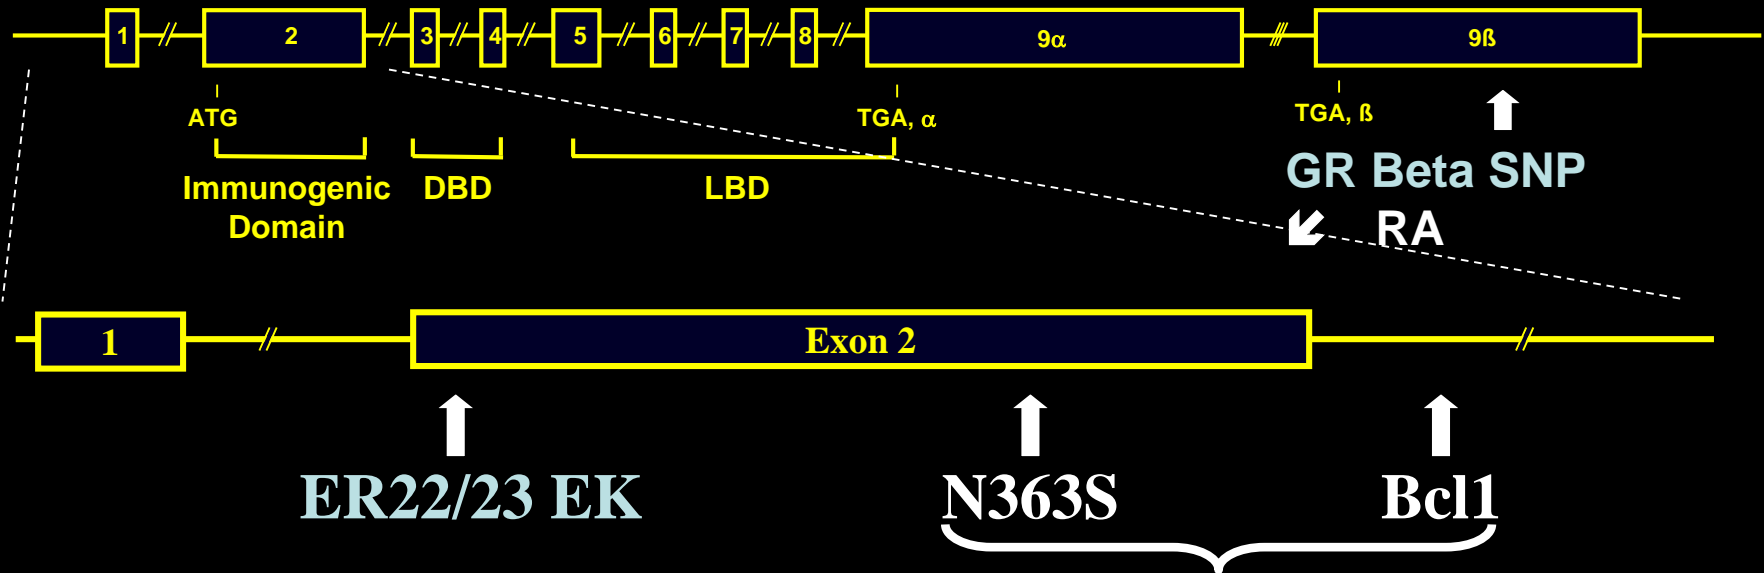 1 2 3 4 5 6 7 8 9α 9ß
ATG TGA, α TGA, ß
Immunogenic Domain
DBD
LBD
GR Beta SNP
RA
1 Exon 2
ER22/23 EK N363S Bcl1